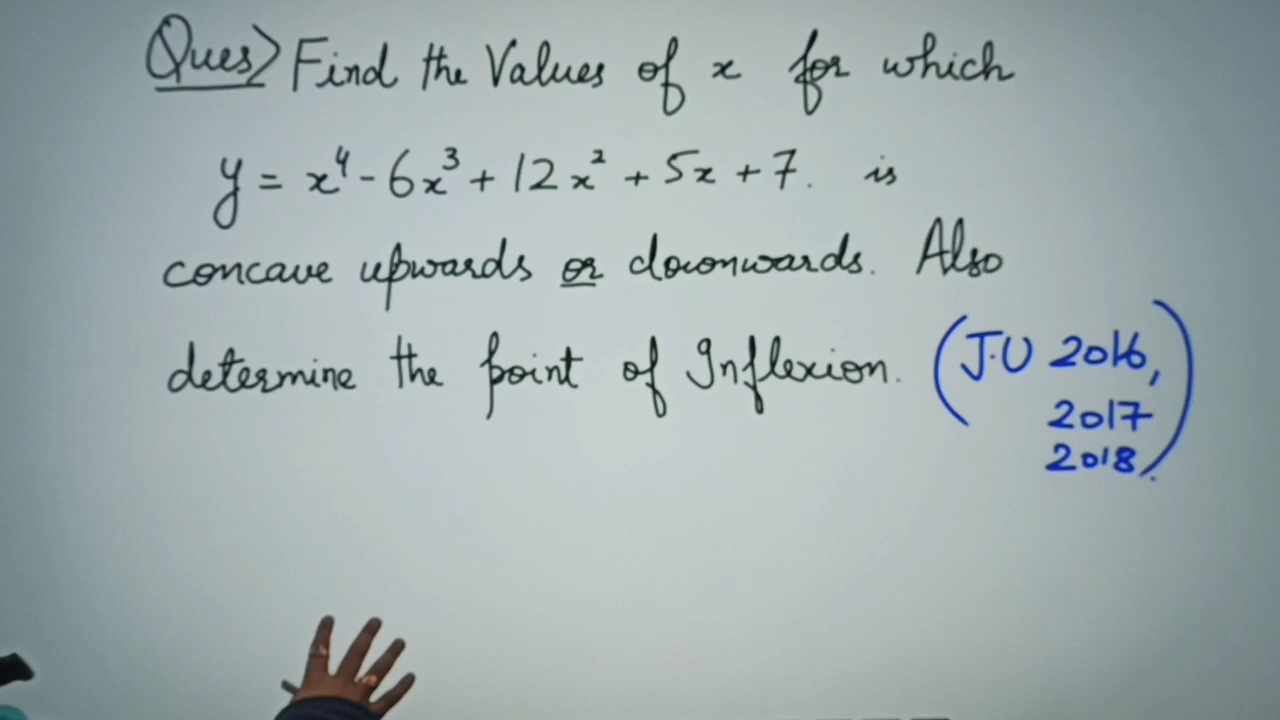 Ques> Find the Values of x for which
y = x⁴ - 6x³ + 12x² + 5x + 7. is
concave upwards or downwards. Also
determine the point of Inflexion.
(J.U 2016,
2017
2018)